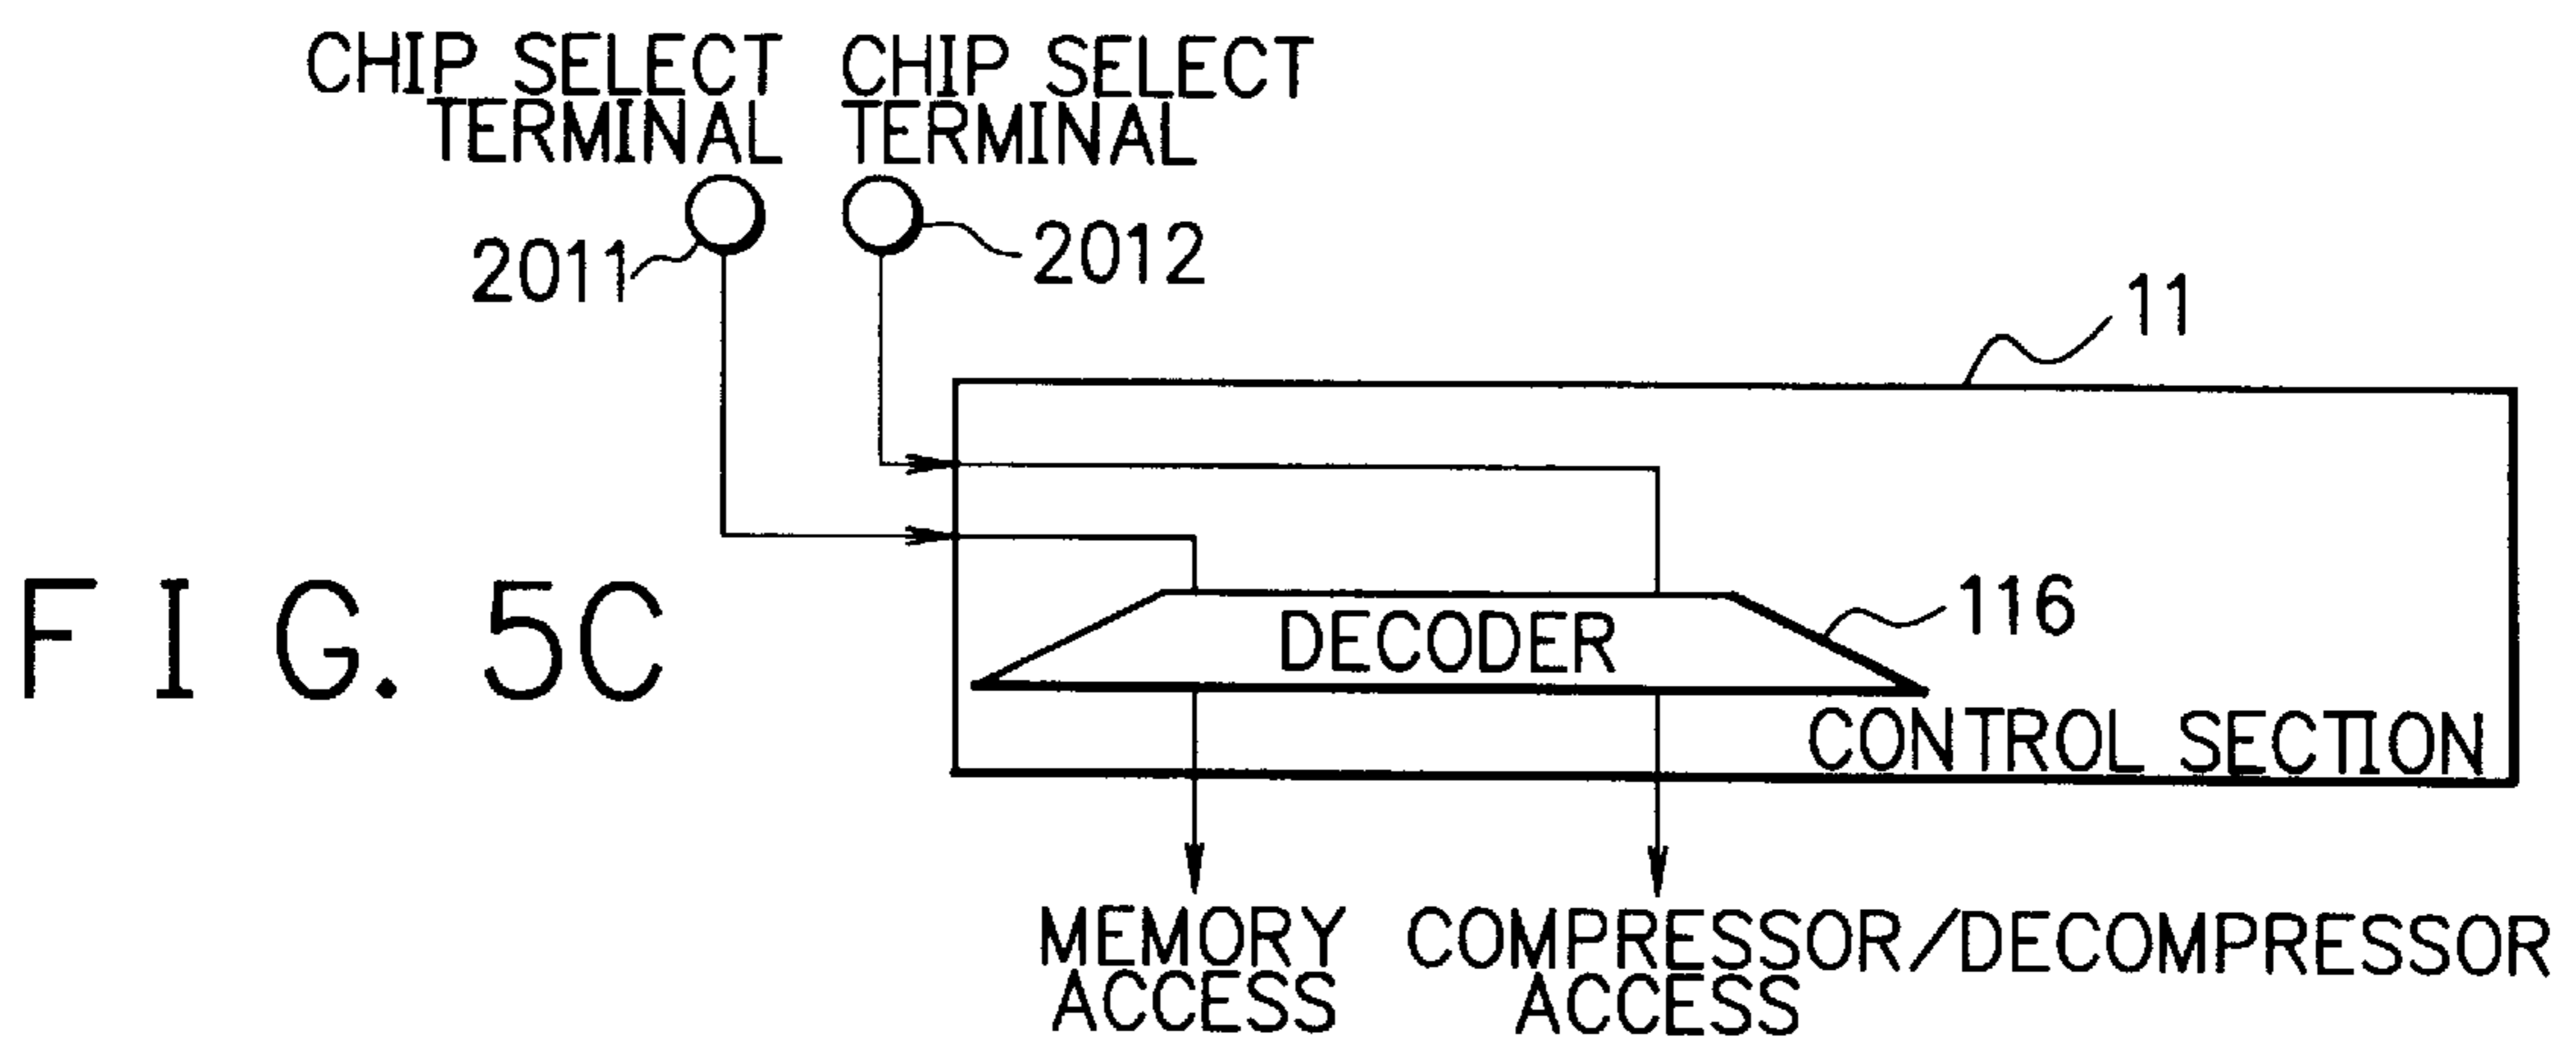 CHIP SELECT TERMINAL
CHIP SELECT TERMINAL
2011
2012
11
FIG. 5C
DECODER
116
CONTROL SECTION
MEMORY ACCESS
COMPRESSOR/DECOMPRESSOR ACCESS